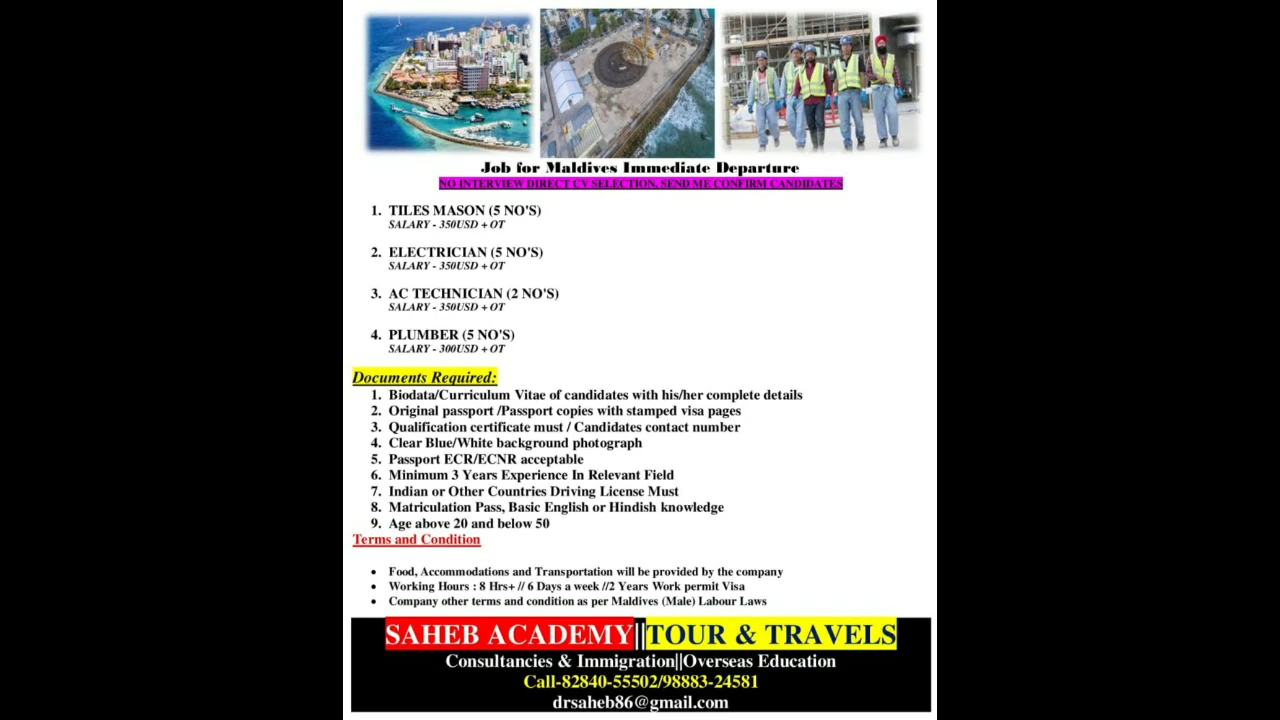 Job for Maldives Immediate Departure
NO INTERVIEW DIRECT CV SELECTION, SEND ME CONFIRM CANDIDATES
1. TILES MASON (5 NO'S)
SALARY - 350USD + OT
2. ELECTRICIAN (5 NO'S)
SALARY - 350USD + OT
3. AC TECHNICIAN (2 NO'S)
SALARY - 350USD + OT
4. PLUMBER (5 NO'S)
SALARY - 300USD + OT
Documents Required:
1. Biodata/Curriculum Vitae of candidates with his/her complete details
2. Original passport /Passport copies with stamped visa pages
3. Qualification certificate must / Candidates contact number
4. Clear Blue/White background photograph
5. Passport ECR/ECNR acceptable
6. Minimum 3 Years Experience In Relevant Field
7. Indian or Other Countries Driving License Must
8. Matriculation Pass, Basic English or Hindish knowledge
9. Age above 20 and below 50
Terms and Condition
• Food, Accommodations and Transportation will be provided by the company
• Working Hours : 8 Hrs+ // 6 Days a week //2 Years Work permit Visa
• Company other terms and condition as per Maldives (Male) Labour Laws
SAHEB ACADEMY||TOUR & TRAVELS
Consultancies & Immigration||Overseas Education
Call-82840-55502/98883-24581
drsaheb86@gmail.com